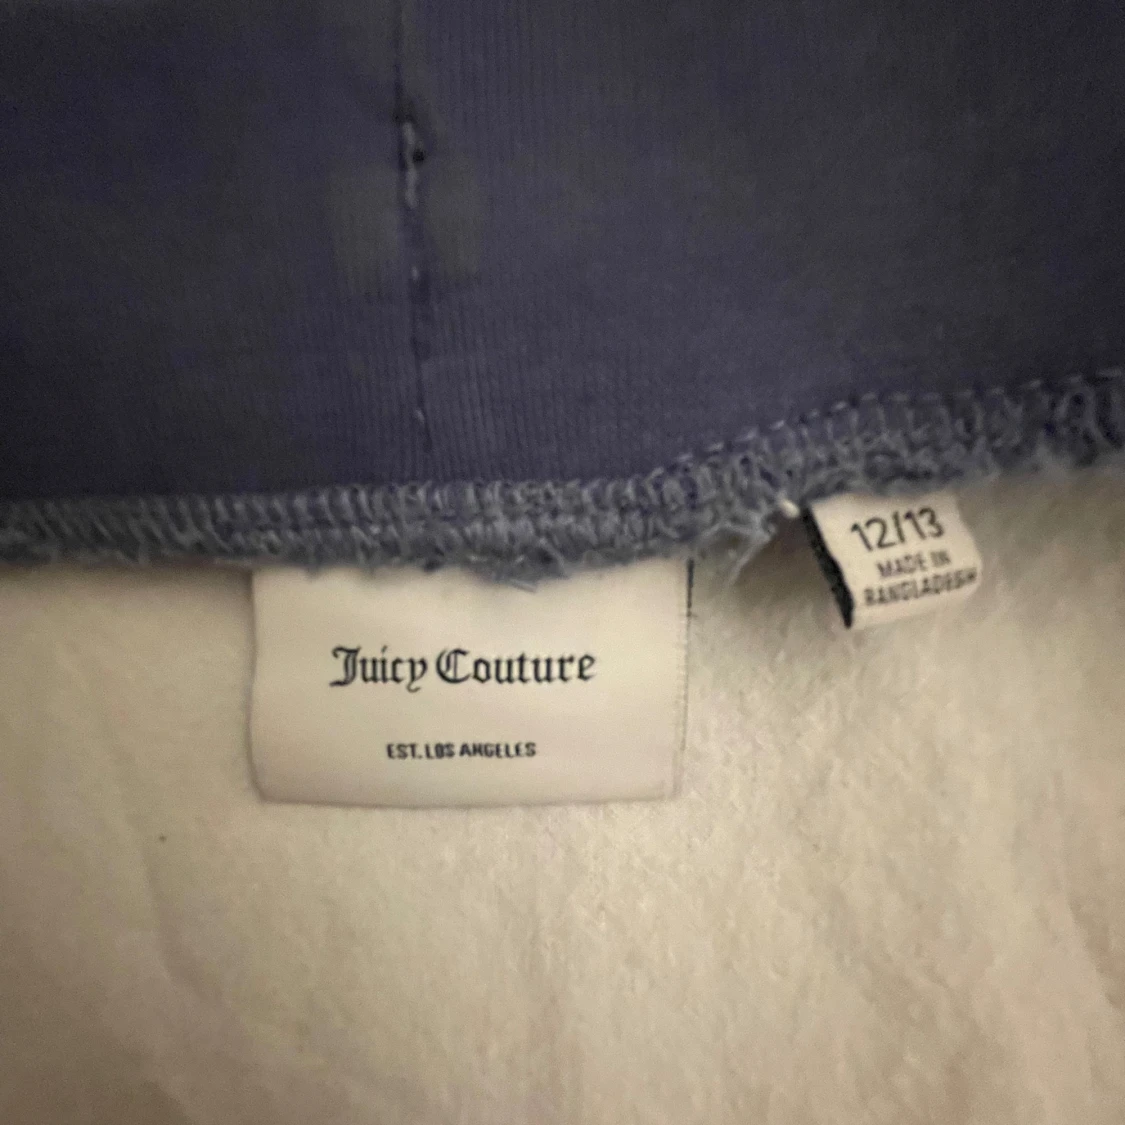 12/13
MADE IN
BANGLADESH
Juicy Couture
EST. LOS ANGELES